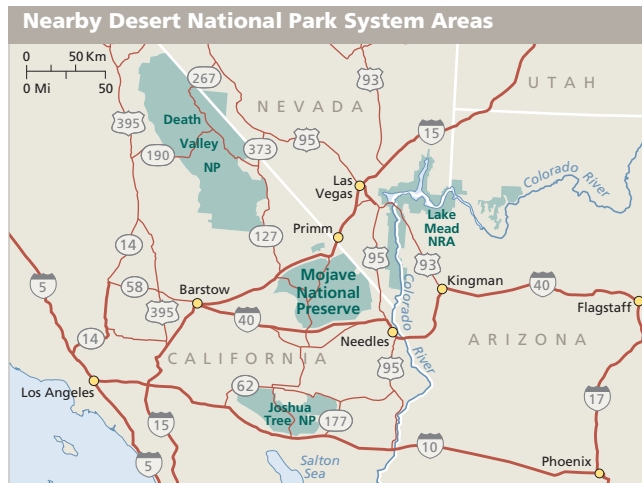 Nearby Desert National Park System Areas
0 50 Km
0 Mi 50
267
93
UTAH
NEVADA
395
Death
Valley
NP
95
15
190
373
Las
Vegas
Colorado River
Lake
Mead
NRA
Primm
127
14
95
93
Mojave
National
Preserve
Kingman
5
58
Barstow
40
Flagstaff
395
40
Colorado
River
Needles
ARIZONA
14
CALIFORNIA
95
62
Los Angeles
Joshua
Tree NP
177
17
15
10
5
Salton
Sea
Phoenix